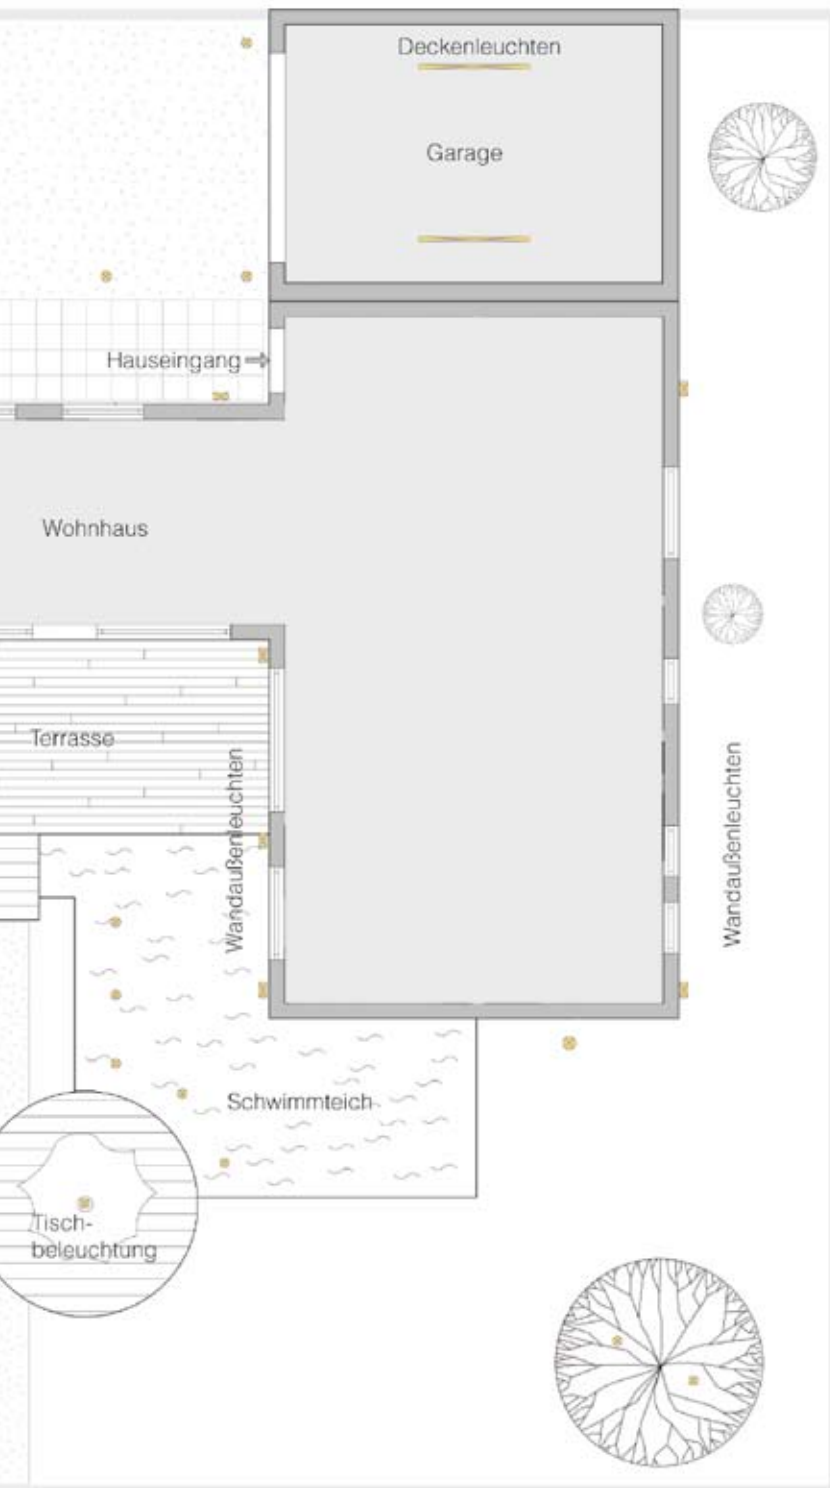 Deckenleuchten
Garage
Hauseingang
Wohnhaus
Terrasse
Wandaußenleuchten
Wandaußenleuchten
Schwimmteich
Tisch-
beleuchtung